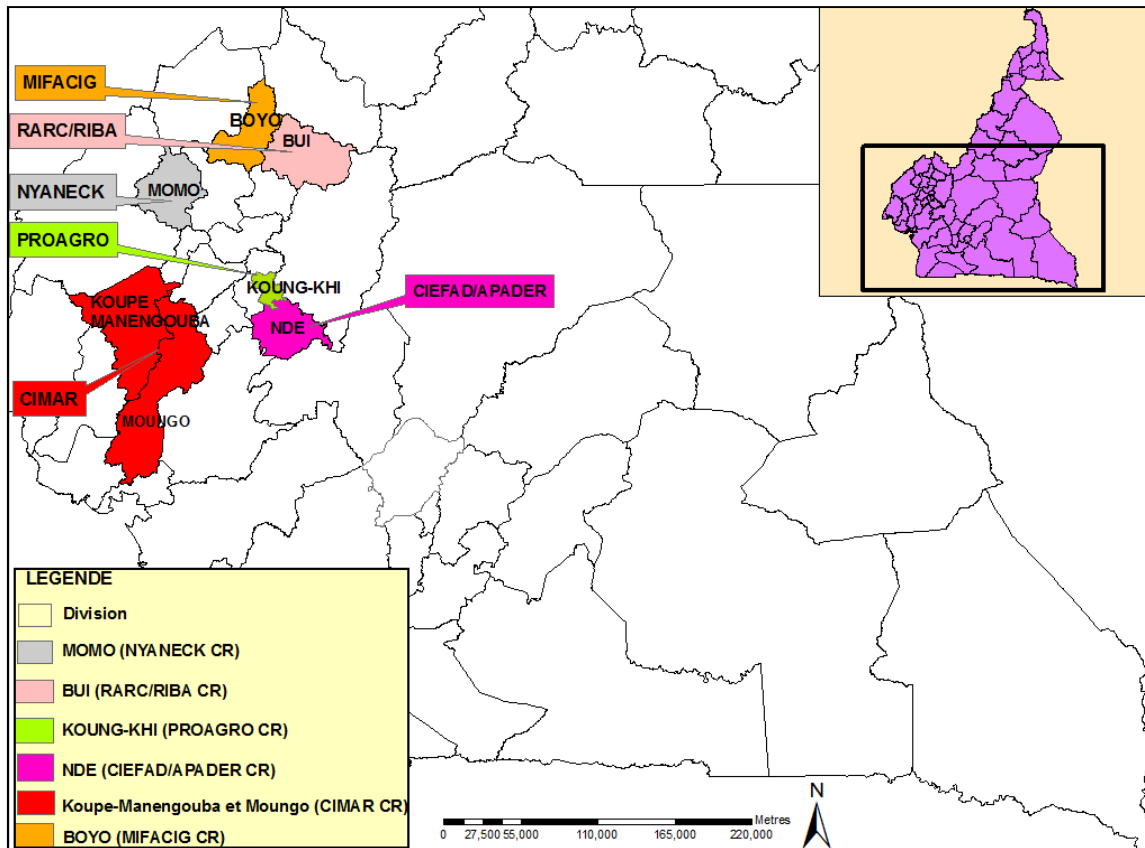 MIFACIG
BOYO
RARC/RIBA
BUI
NYANECK
MOMO
PROAGRO
KOUNG-KHI
CIEFAD/APADER
KOUPE
MANENGOUBA
NDE
CIMAR
MOUNGO
LEGENDE
Division
MOMO (NYANECK CR)
BUI (RARC/RIBA CR)
KOUNG-KHI (PROAGRO CR)
NDE (CIEFAD/APADER CR)
Koupe-Manengouba et Moungo (CIMAR CR)
BOYO (MIFACIG CR)
N
Metres
0 27,500 55,000 110,000 165,000 220,000